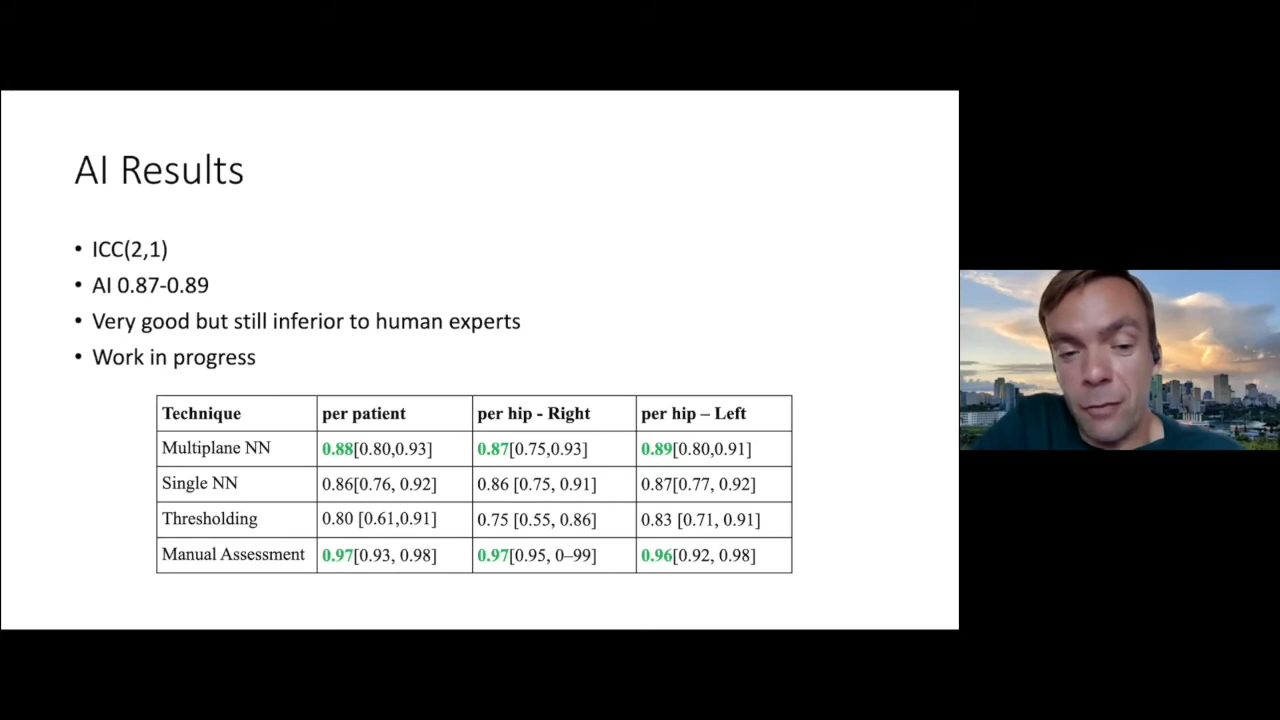 AI Results
• ICC(2,1)
• AI 0.87-0.89
• Very good but still inferior to human experts
• Work in progress
Technique per patient per hip - Right per hip – Left
Multiplane NN 0.88[0.80,0.93] 0.87[0.75,0.93] 0.89[0.80,0.91]
Single NN 0.86[0.76, 0.92] 0.86 [0.75, 0.91] 0.87[0.77, 0.92]
Thresholding 0.80 [0.61,0.91] 0.75 [0.55, 0.86] 0.83 [0.71, 0.91]
Manual Assessment 0.97[0.93, 0.98] 0.97[0.95, 0–99] 0.96[0.92, 0.98]